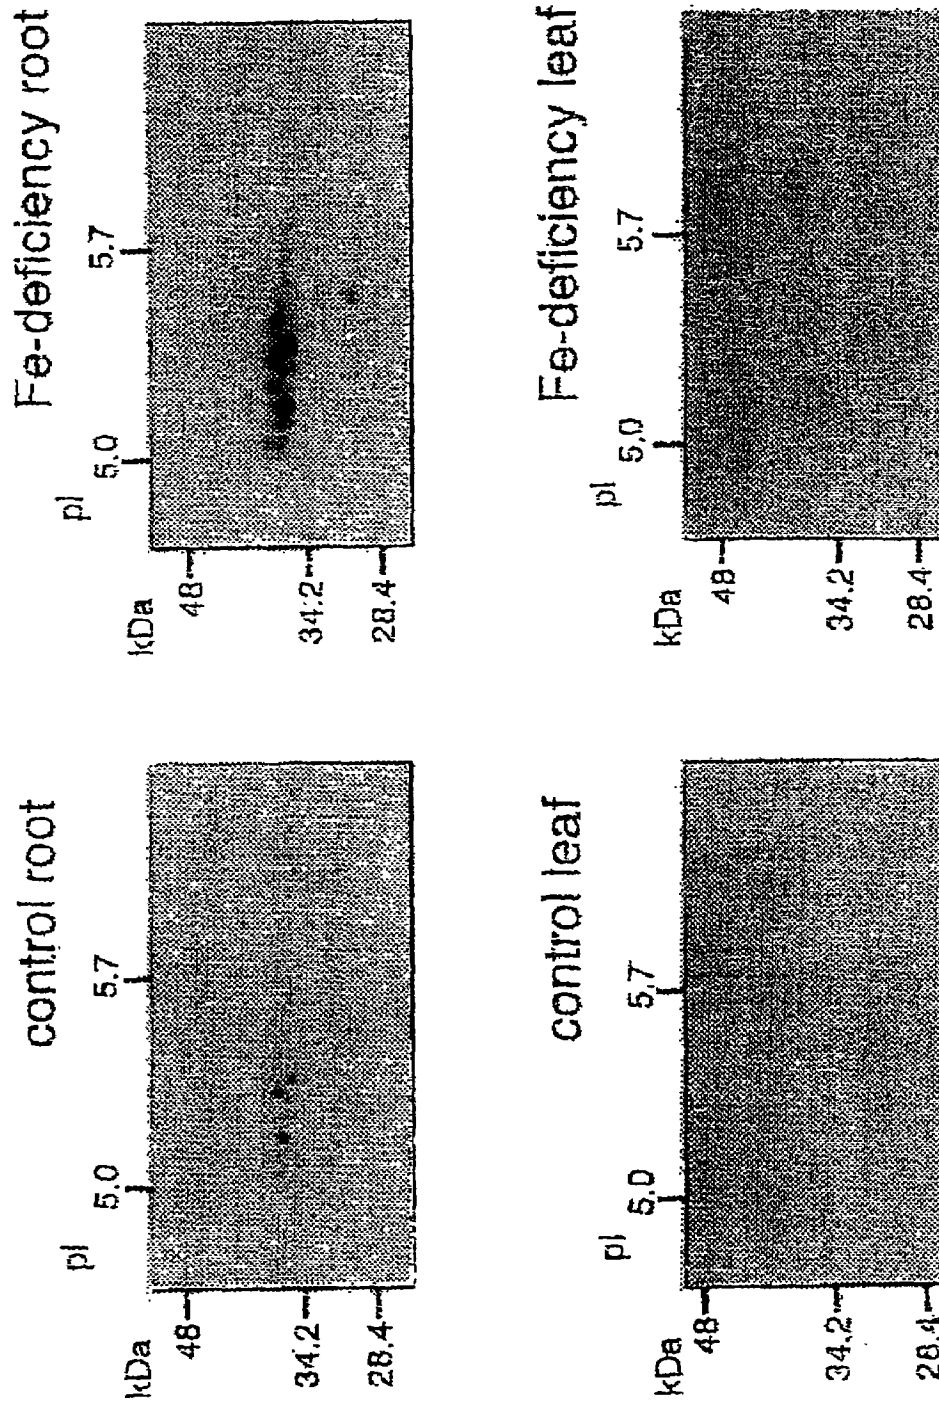 control root
pI 5.0 5.7
kDa
48
34.2
28.4
Fe-deficiency root
pI 5.0 5.7
kDa
48
34.2
28.4
control leaf
pI 5.0 5.7
kDa
48
34.2
28.4
Fe-deficiency leaf
pI 5.0 5.7
kDa
48
34.2
28.4